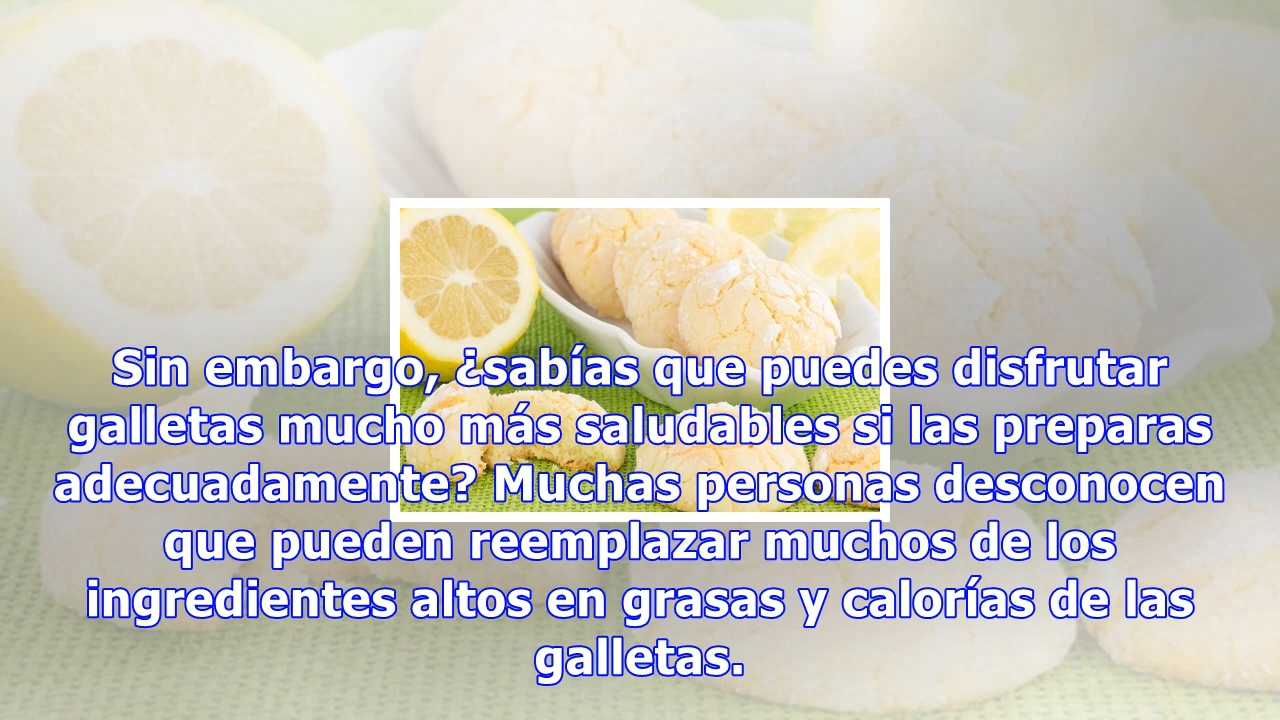 Sin embargo, ¿sabías que puedes disfrutar
galletas mucho más saludables si las preparas
adecuadamente? Muchas personas desconocen
que pueden reemplazar muchos de los
ingredientes altos en grasas y calorías de las
galletas.